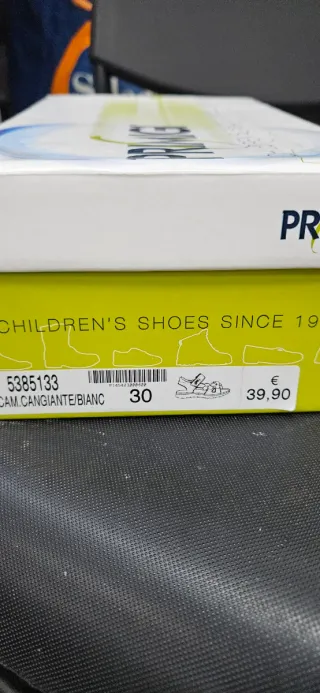 PR
CHILDREN'S SHOES SINCE 19
5385133
CAM.CANGIANTE/BIANC
30
€
39,90